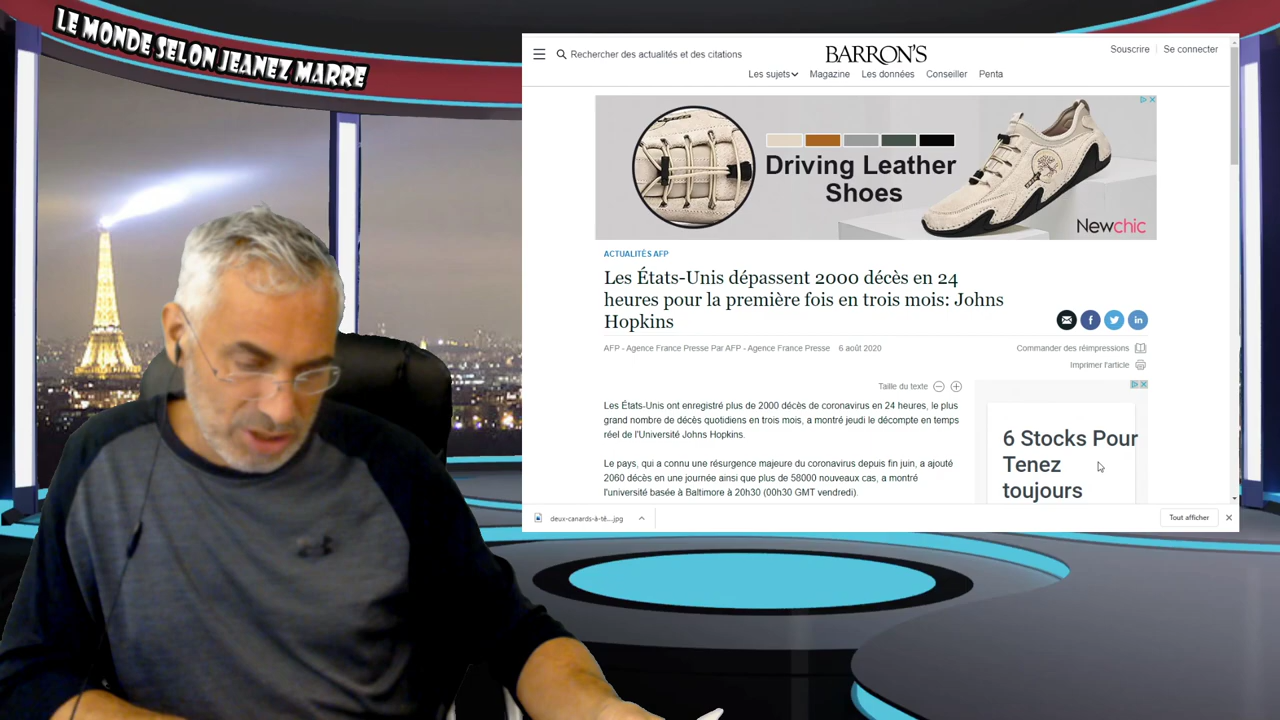 LE MONDE SELON JEANEZ MARRE
Rechercher des actualités et des citations
BARRON'S
Souscrire
Se connecter
Les sujets
Magazine
Les données
Conseiller
Penta
Driving Leather
Shoes
Newchic
ACTUALITÉS AFP
Les États-Unis dépassent 2000 décès en 24
heures pour la première fois en trois mois: Johns
Hopkins
AFP - Agence France Presse Par AFP - Agence France Presse 6 août 2020
Commander des réimpressions
Imprimer l'article
Taille du texte
Les États-Unis ont enregistré plus de 2000 décès de coronavirus en 24 heures, le plus
grand nombre de décès quotidiens en trois mois, a montré jeudi le décompte en temps
réel de l'Université Johns Hopkins.
Le pays, qui a connu une résurgence majeure du coronavirus depuis fin juin, a ajouté
2060 décès en une journée ainsi que plus de 58000 nouveaux cas, a montré
l'université basée à Baltimore à 20h30 (00h30 GMT vendredi).
6 Stocks Pour
Tenez
toujours
deux-canards-à-tê....jpg
Tout afficher